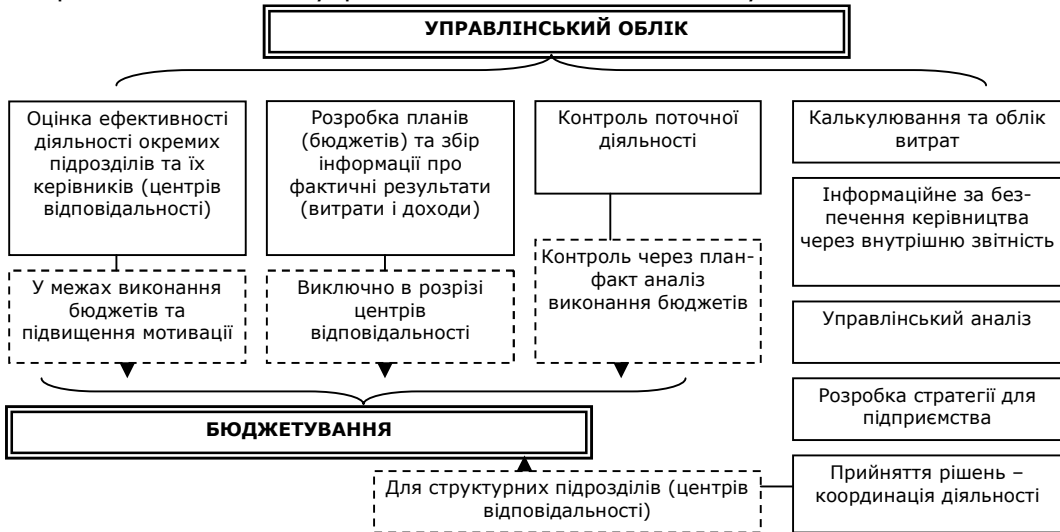 УПРАВЛІНСЬКИЙ ОБЛІК
Оцінка ефективності
діяльності окремих
підрозділів та їх
керівників (центрів
відповідальності)
Розробка планів
(бюджетів) та збір
інформації про
фактичні результати
(витрати і доходи)
Контроль поточної
діяльності
Калькулювання та облік
витрат
Інформаційне за без-
печення керівництва
через внутрішню звітність
У межах виконання
бюджетів та
підвищення мотивації
Виключно в розрізі
центрів
відповідальності
Контроль через план-
факт аналіз
виконання бюджетів
Управлінський аналіз
Розробка стратегії для
підприємства
БЮДЖЕТУВАННЯ
Для структурних підрозділів (центрів
відповідальності)
Прийняття рішень –
координація діяльності